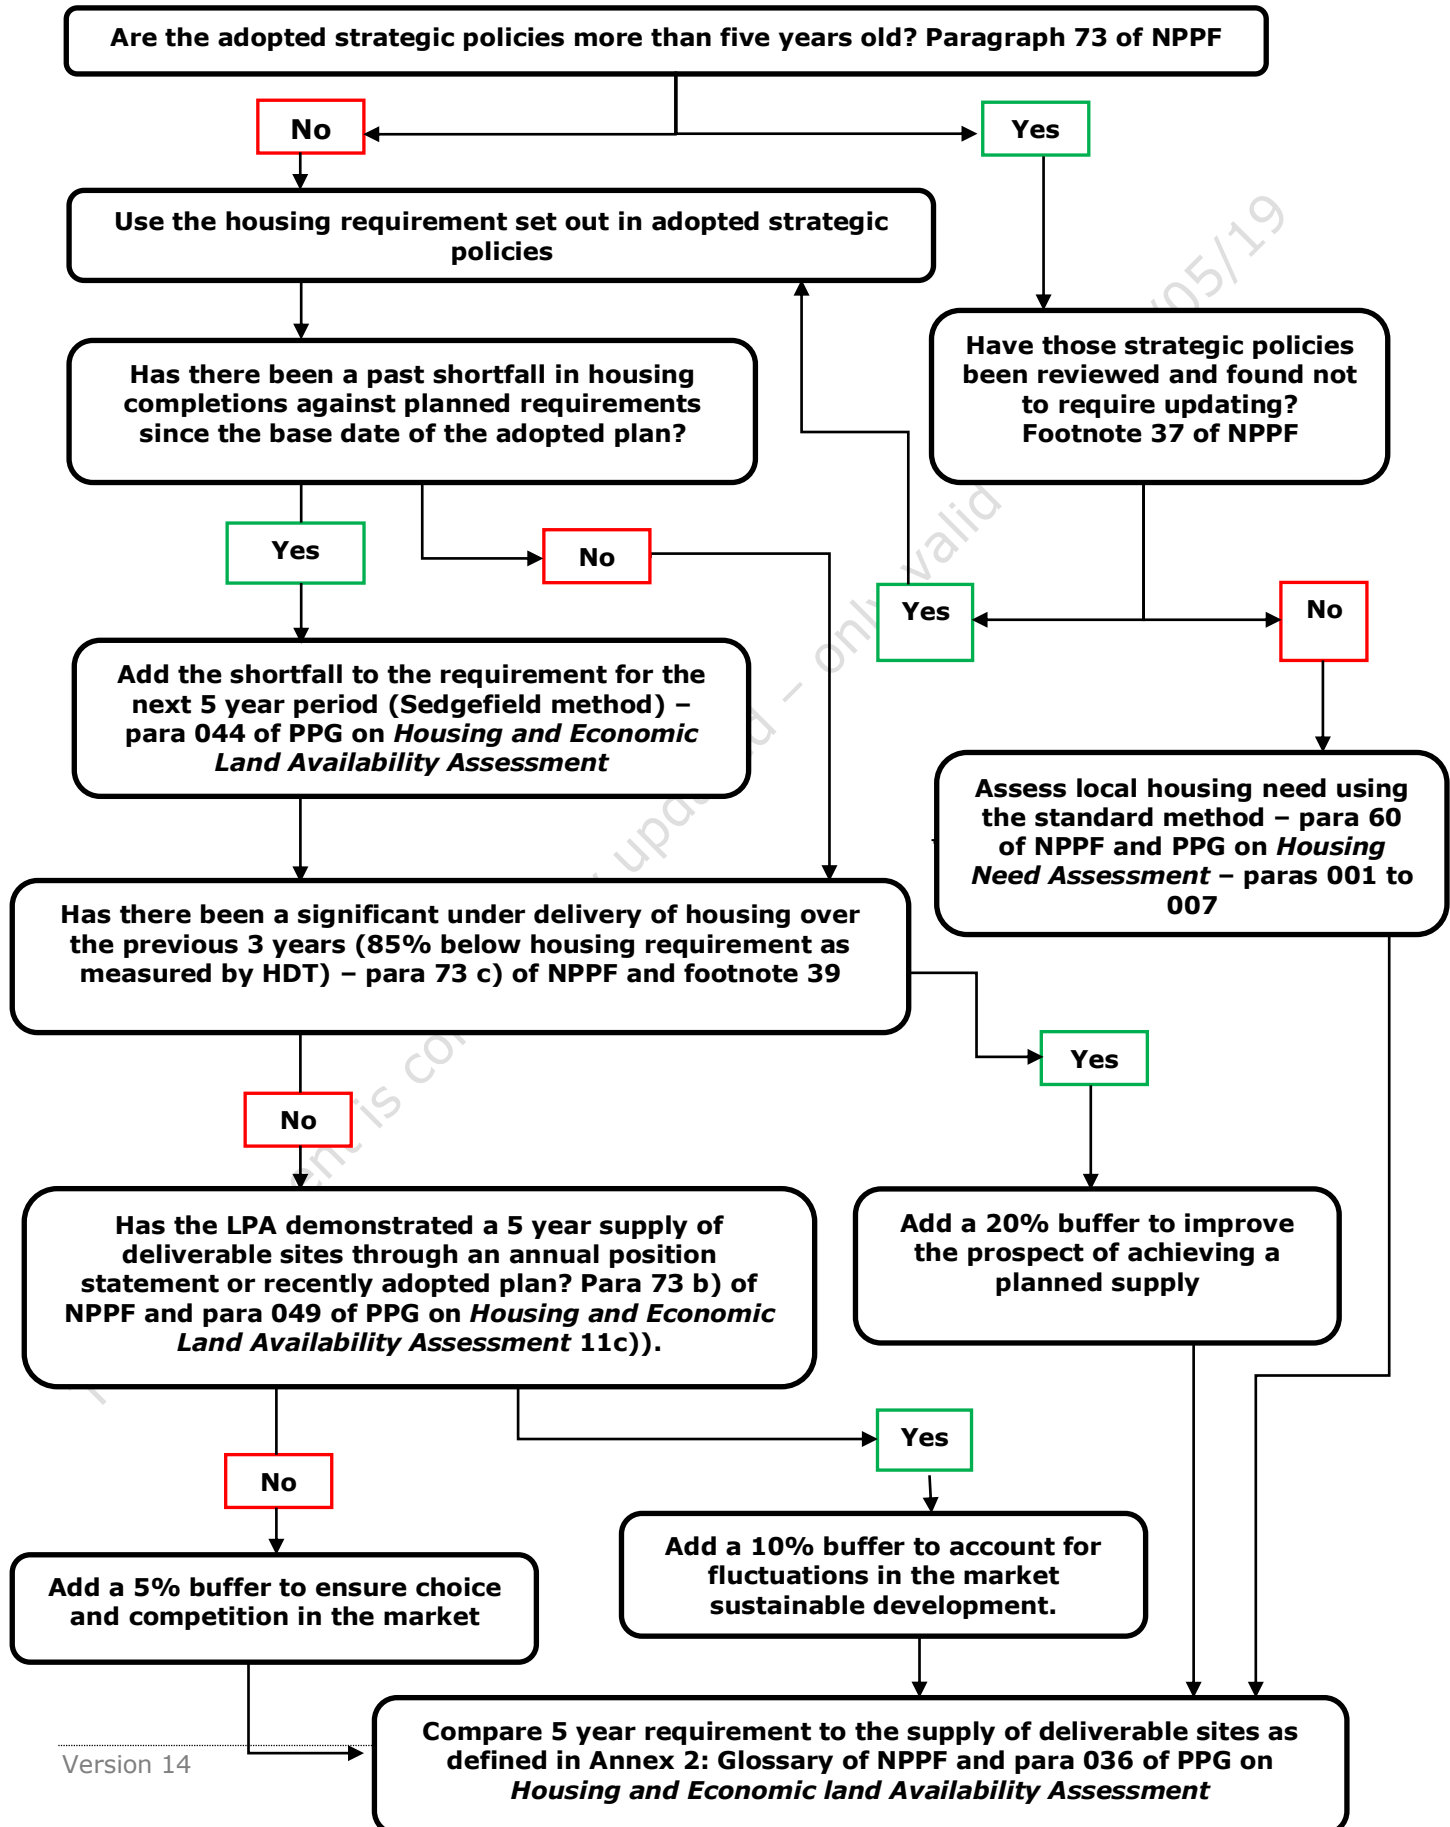 Are the adopted strategic policies more than five years old? Paragraph 73 of NPPF
No
Yes
Use the housing requirement set out in adopted strategic
policies
Have those strategic policies
been reviewed and found not
to require updating?
Footnote 37 of NPPF
Has there been a past shortfall in housing
completions against planned requirements
since the base date of the adopted plan?
Yes
No
Yes
No
Add the shortfall to the requirement for the
next 5 year period (Sedgefield method) –
para 044 of PPG on Housing and Economic
Land Availability Assessment
Assess local housing need using
the standard method – para 60
of NPPF and PPG on Housing
Need Assessment – paras 001 to
007
Has there been a significant under delivery of housing over
the previous 3 years (85% below housing requirement as
measured by HDT) – para 73 c) of NPPF and footnote 39
Yes
No
Has the LPA demonstrated a 5 year supply of
deliverable sites through an annual position
statement or recently adopted plan? Para 73 b) of
NPPF and para 049 of PPG on Housing and Economic
Land Availability Assessment 11c)).
Add a 20% buffer to improve
the prospect of achieving a
planned supply
Yes
No
Add a 10% buffer to account for
fluctuations in the market
sustainable development.
Add a 5% buffer to ensure choice
and competition in the market
Compare 5 year requirement to the supply of deliverable sites as
defined in Annex 2: Glossary of NPPF and para 036 of PPG on
Housing and Economic land Availability Assessment
Version 14
is
– only valid
/05/19